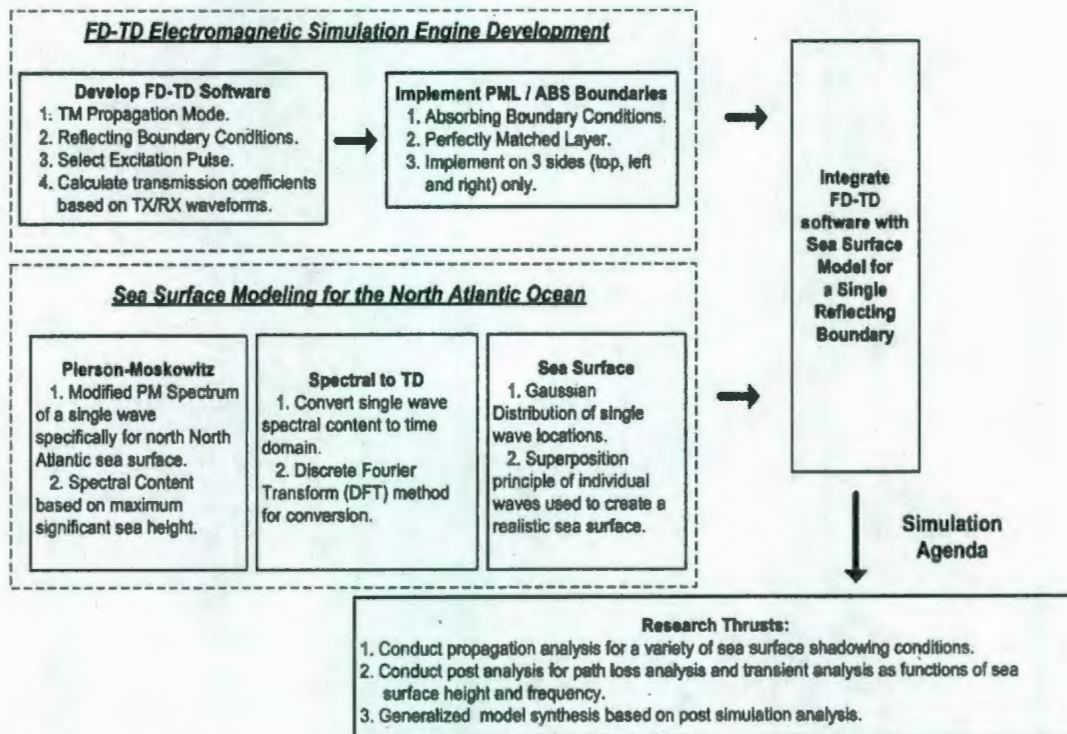 FD-TD Electromagnetic Simulation Engine Development
Develop FD-TD Software
1. TM Propagation Mode.
2. Reflecting Boundary Conditions.
3. Select Excitation Pulse.
4. Calculate transmission coefficients
based on TX/RX waveforms.
Implement PML / ABS Boundaries
1. Absorbing Boundary Conditions.
2. Perfectly Matched Layer.
3. Implement on 3 sides (top, left
and right) only.
Integrate
FD-TD
software with
Sea Surface
Model for
a Single
Reflecting
Boundary
Sea Surface Modeling for the North Atlantic Ocean
Pierson-Moskowitz
1. Modified PM Spectrum
of a single wave
specifically for north North
Atlantic sea surface.
2. Spectral Content
based on maximum
significant sea height.
Spectral to TD
1. Convert single wave
spectral content to time
domain.
2. Discrete Fourier
Transform (DFT) method
for conversion.
Sea Surface
1. Gaussian
Distribution of single
wave locations.
2. Superposition
principle of individual
waves used to create a
realistic sea surface.
Simulation
Agenda
Research Thrusts:
1. Conduct propagation analysis for a variety of sea surface shadowing conditions.
2. Conduct post analysis for path loss analysis and transient analysis as functions of sea
surface height and frequency.
3. Generalized model synthesis based on post simulation analysis.